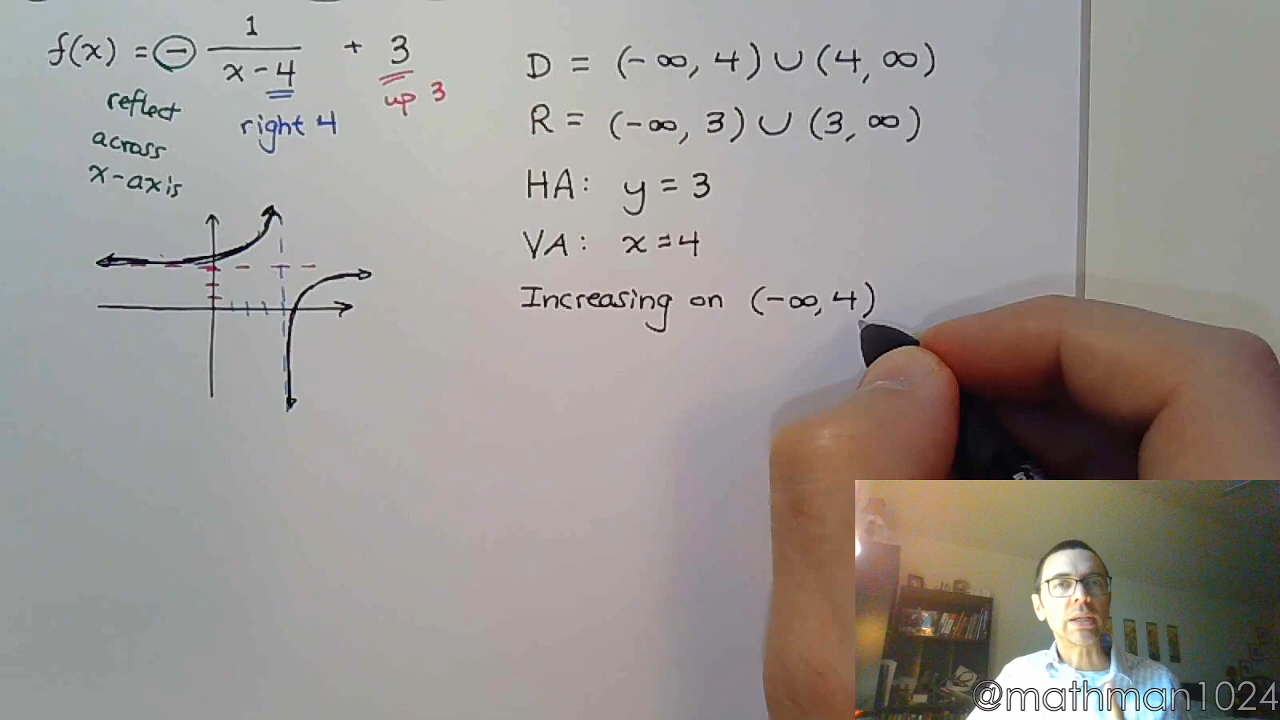 f(x) = - 1/(x - 4) + 3
reflect
across
x-axis
right 4
up 3
D = (-∞, 4) ∪ (4, ∞)
R = (-∞, 3) ∪ (3, ∞)
HA: y = 3
VA: x = 4
Increasing on (-∞, 4)
@mathman1024